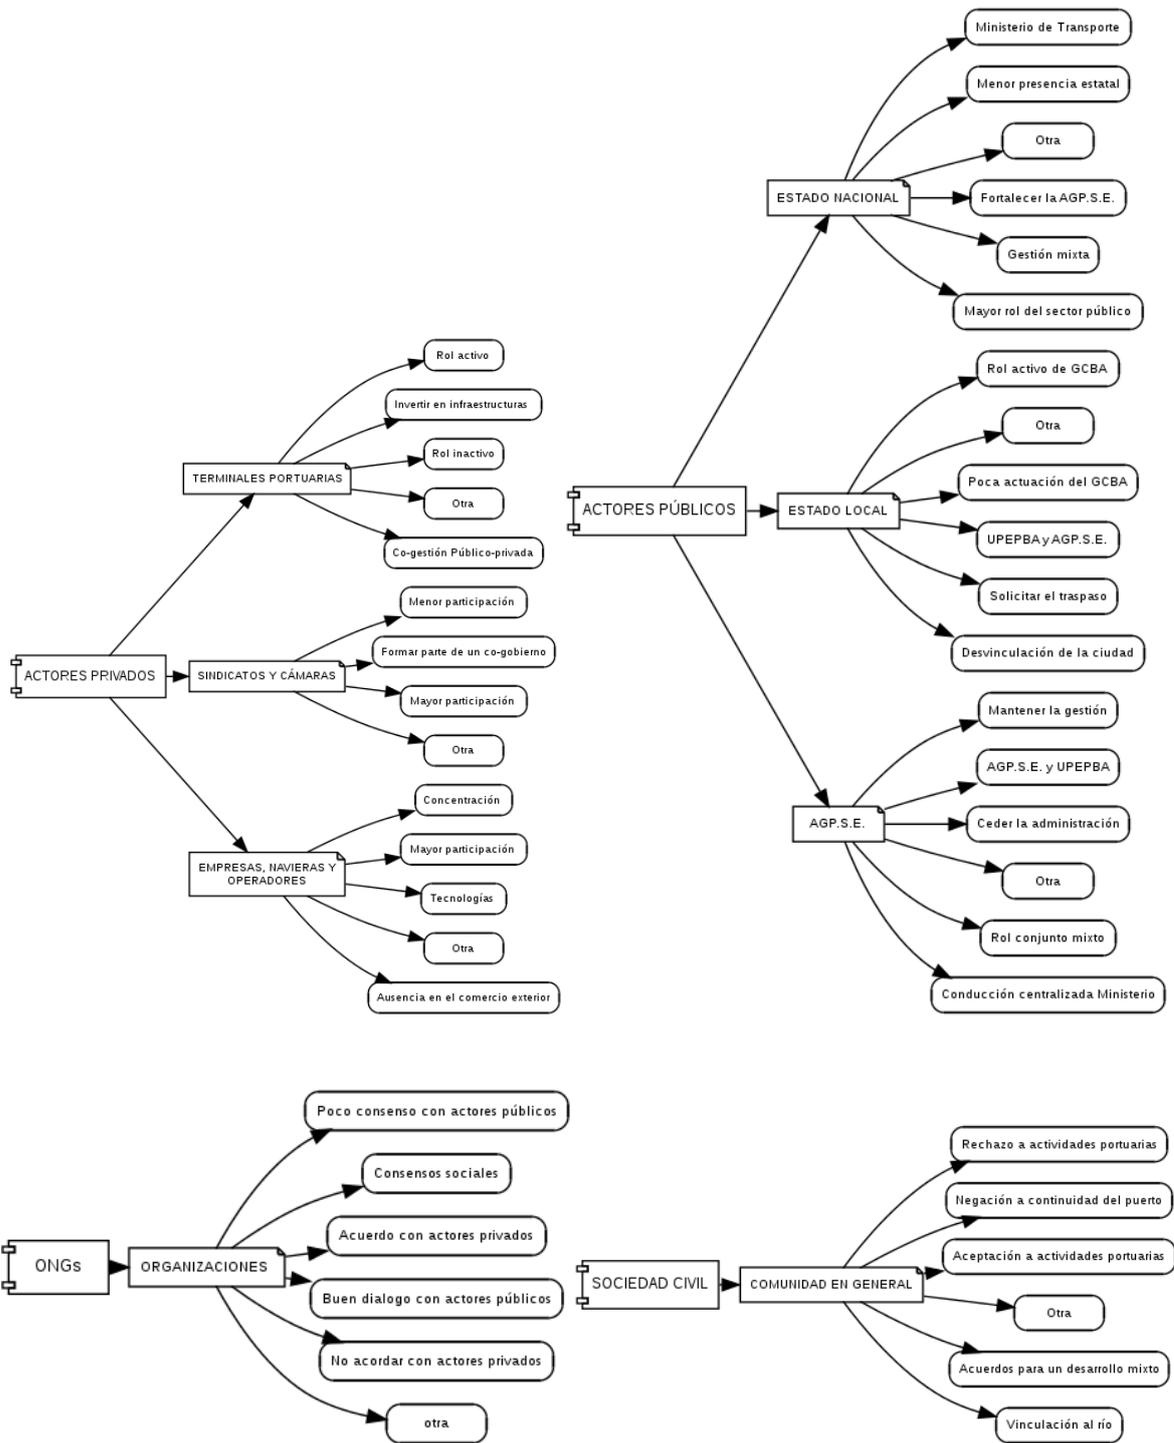 ACTORES PRIVADOS
TERMINALES PORTUARIAS
Rol activo
Invertir en infraestructuras
Rol inactivo
Otra
Co-gestión Público-privada
SINDICATOS Y CÁMARAS
Menor participación
Formar parte de un co-gobierno
Mayor participación
Otra
EMPRESAS, NAVIERAS Y
OPERADORES
Concentración
Mayor participación
Tecnologías
Otra
Ausencia en el comercio exterior
ACTORES PÚBLICOS
ESTADO NACIONAL
Ministerio de Transporte
Menor presencia estatal
Otra
Fortalecer la AGP.S.E.
Gestión mixta
Mayor rol del sector público
ESTADO LOCAL
Rol activo de GCBA
Otra
Poca actuación del GCBA
UPEPBA y AGP.S.E.
Solicitar el traspaso
Desvinculación de la ciudad
AGP.S.E.
Mantener la gestión
AGP.S.E. y UPEPBA
Ceder la administración
Otra
Rol conjunto mixto
Conducción centralizada Ministerio
ONGs
ORGANIZACIONES
Poco consenso con actores públicos
Consensos sociales
Acuerdo con actores privados
Buen dialogo con actores públicos
No acordar con actores privados
otra
SOCIEDAD CIVIL
COMUNIDAD EN GENERAL
Rechazo a actividades portuarias
Negación a continuidad del puerto
Aceptación a actividades portuarias
Otra
Acuerdos para un desarrollo mixto
Vinculación al río